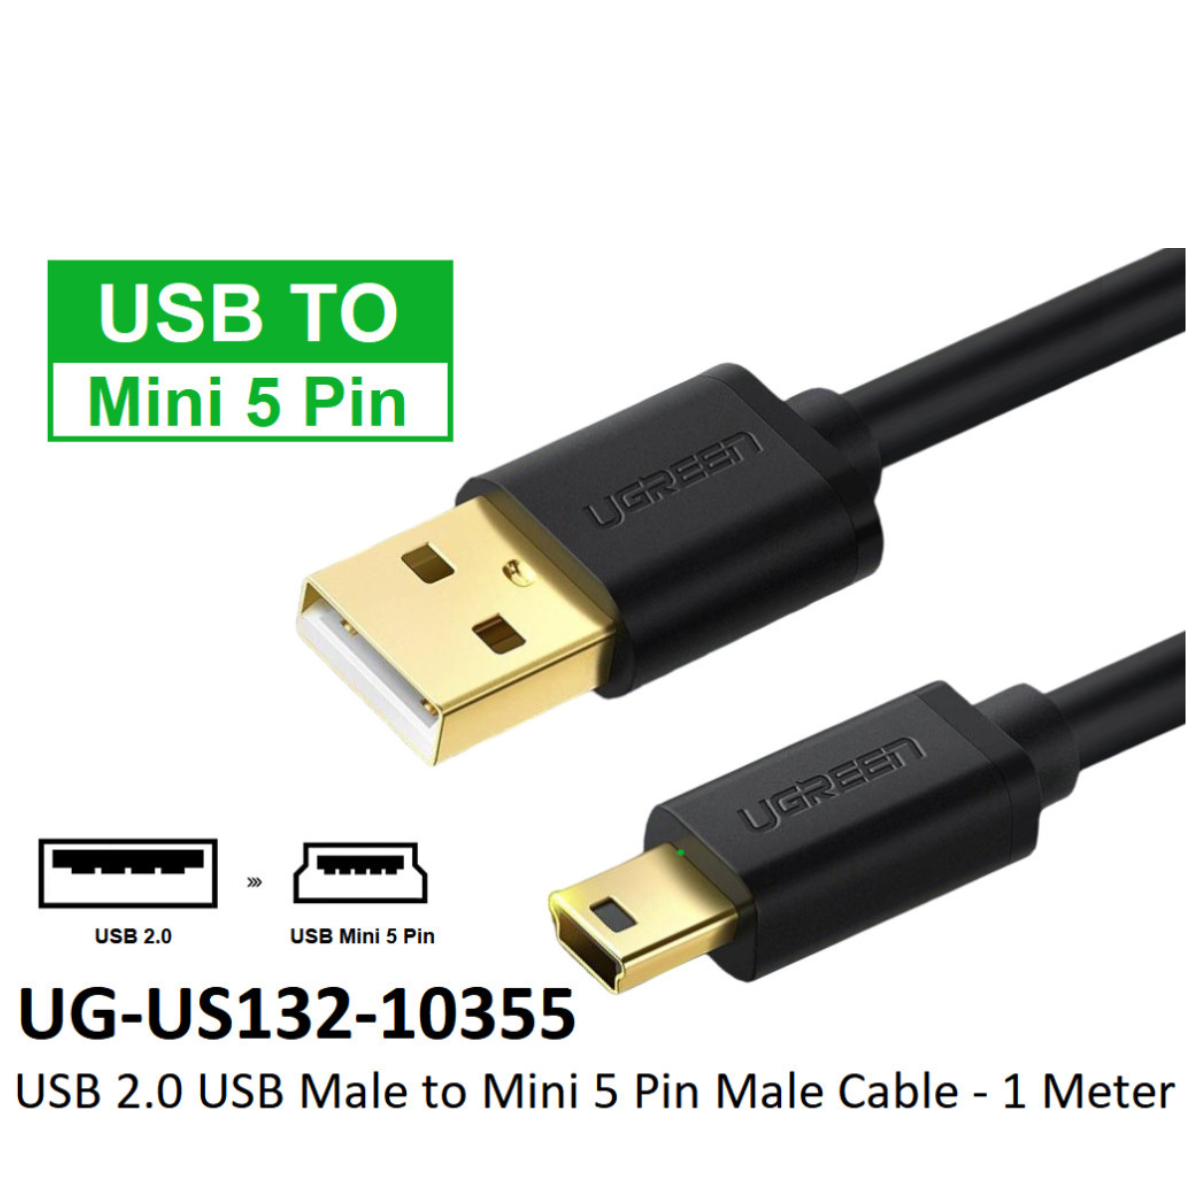 USB TO
Mini 5 Pin
UGREEN
UGREEN
»»
USB 2.0
USB Mini 5 Pin
UG-US132-10355
USB 2.0 USB Male to Mini 5 Pin Male Cable - 1 Meter